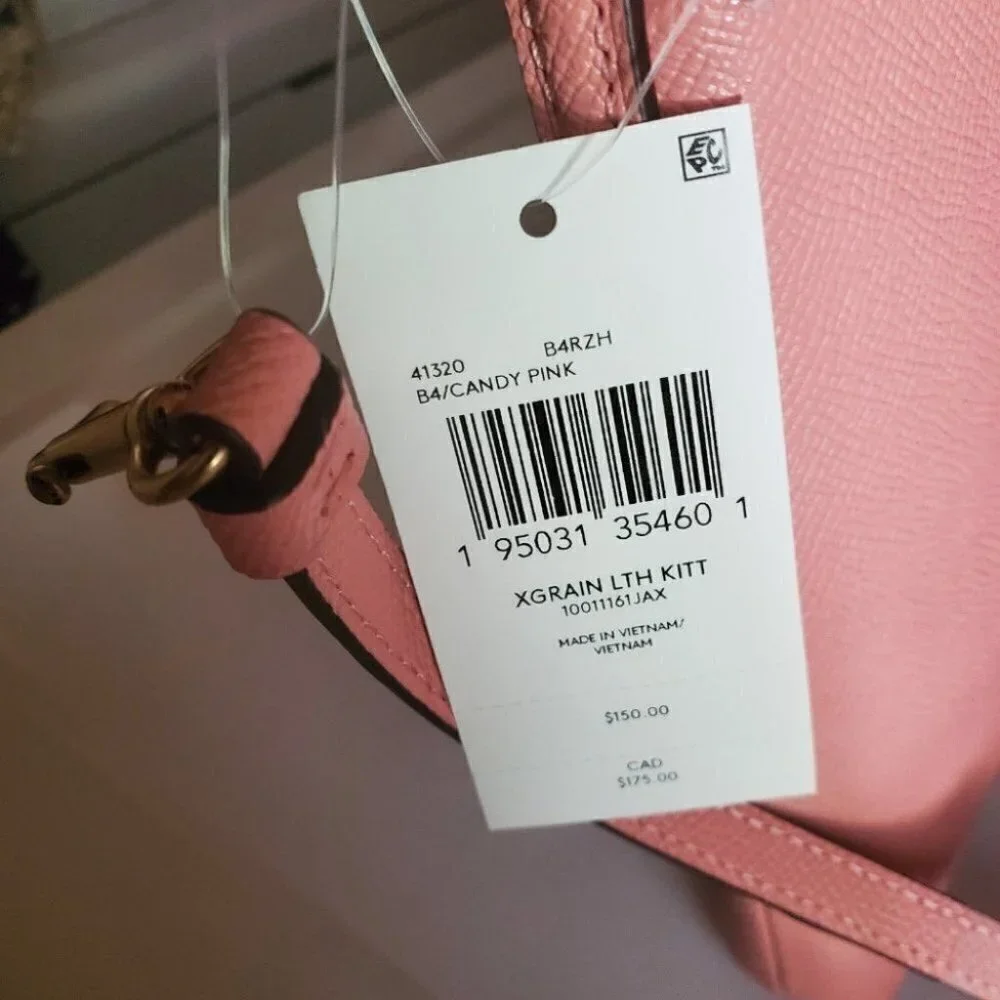 EPC™
41320 B4RZH
B4/CANDY PINK
1 95031 35460 1
XGRAIN LTH KITT
10011161JAX
MADE IN VIETNAM/
VIETNAM
$150.00
CAD
$175.00